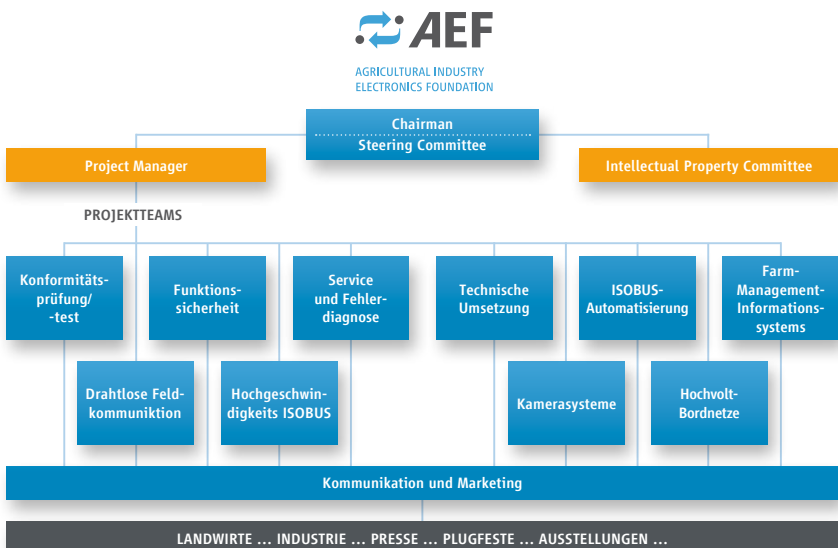 AEF
AGRICULTURAL INDUSTRY
ELECTRONICS FOUNDATION
Chairman
Steering Committee
Project Manager
Intellectual Property Committee
PROJEKTTEAMS
Konformitäts-
prüfung/
-test
Funktions-
sicherheit
Service
und Fehler-
diagnose
Technische
Umsetzung
ISOBUS-
Automatisierung
Farm-
Management-
Informations-
systems
Drahtlose Feld-
kommuniktion
Hochgeschwin-
digkeits ISOBUS
Kamerasysteme
Hochvolt-
Bordnetze
Kommunikation und Marketing
LANDWIRTE ... INDUSTRIE ... PRESSE ... PLUGFESTE ... AUSSTELLUNGEN ...